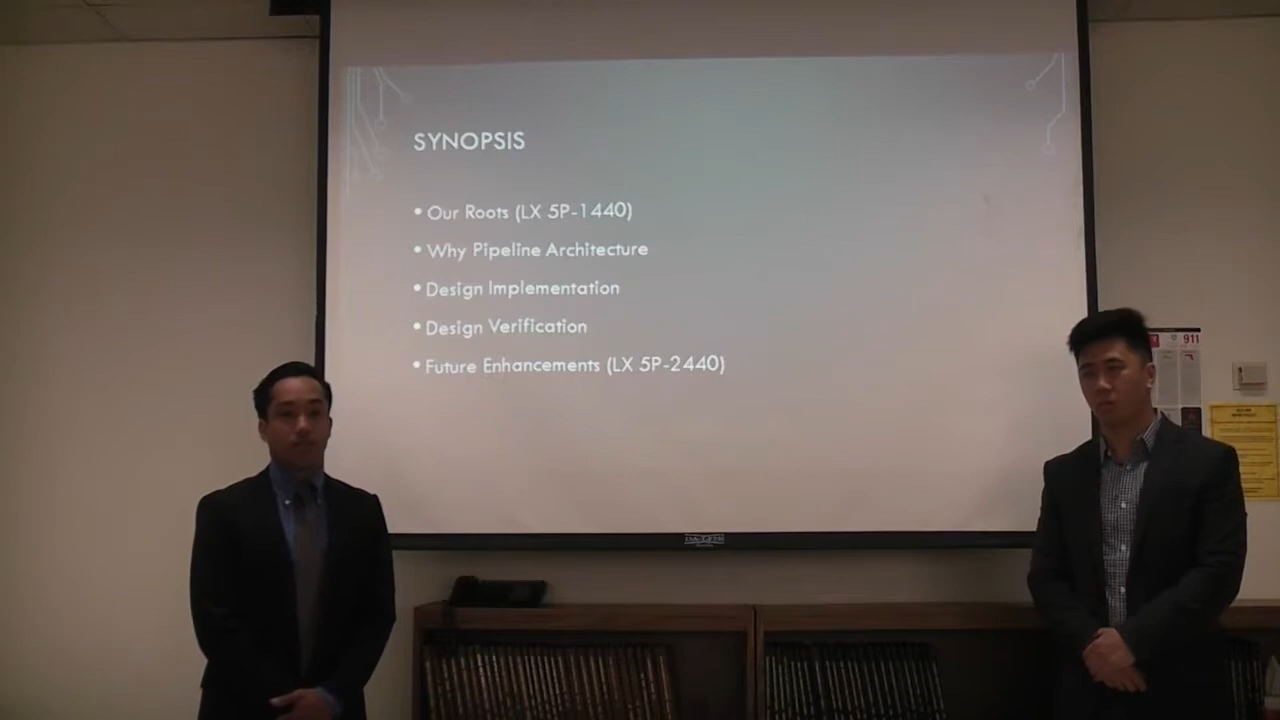 SYNOPSIS
• Our Roots (LX 5P-1440)
• Why Pipeline Architecture
• Design Implementation
• Design Verification
• Future Enhancements (LX 5P-2440)
911